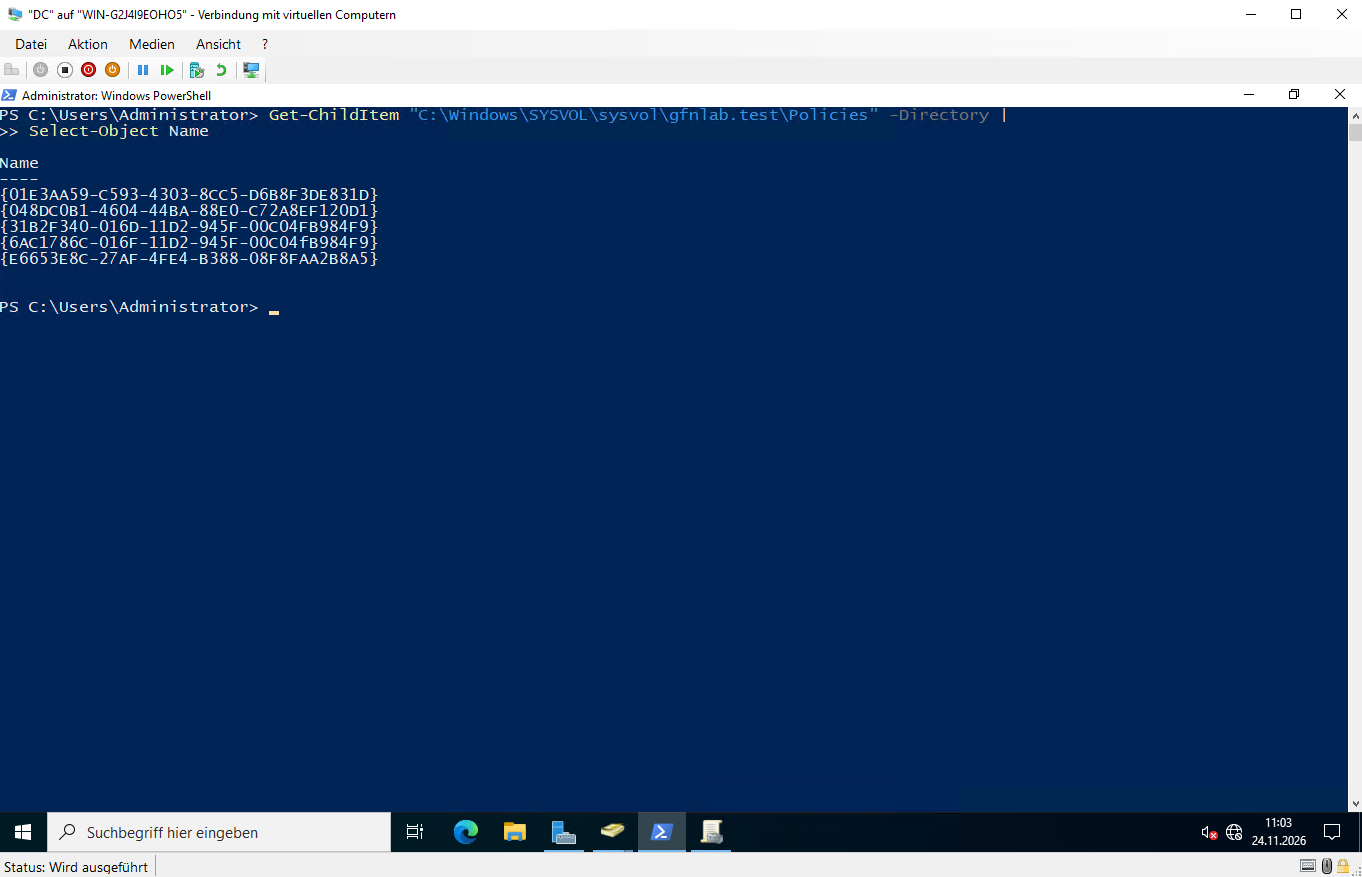 "DC" auf "WIN-G2J4I9EOHO5" - Verbindung mit virtuellen Computern
Datei Aktion Medien Ansicht ?
Administrator: Windows PowerShell
PS C:\Users\Administrator> Get-ChildItem "C:\Windows\SYSVOL\sysvol\gfnlab.test\Policies" -Directory |
>> Select-Object Name
Name
----
{01E3AA59-C593-4303-8CC5-D6B8F3DE831D}
{048DC0B1-4604-44BA-88E0-C72A8EF120D1}
{31B2F340-016D-11D2-945F-00C04FB984F9}
{6AC1786C-016F-11D2-945F-00C04fB984F9}
{E6653E8C-27AF-4FE4-B388-08F8FAA2B8A5}
PS C:\Users\Administrator>
Suchbegriff hier eingeben
11:03
24.11.2026
Status: Wird ausgeführt